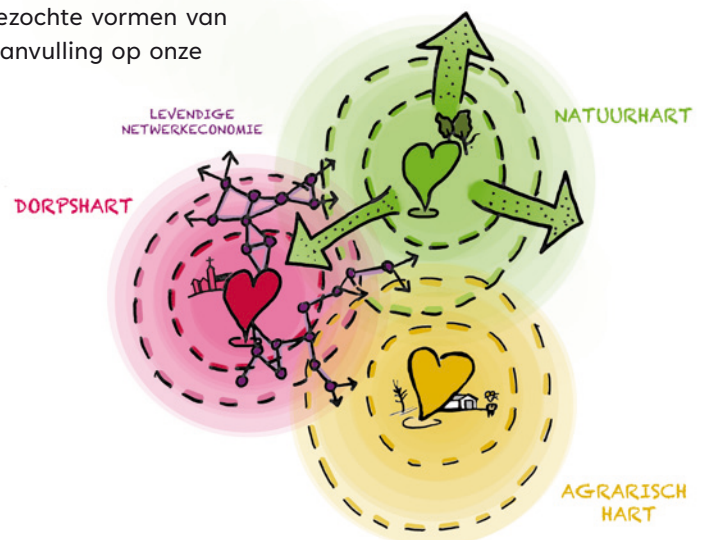 ezochte vormen van
anvulling op onze
LEVENDIGE
NETWERKECONOMIE
NATUURHART
DORPSHART
AGRARISCH
HART